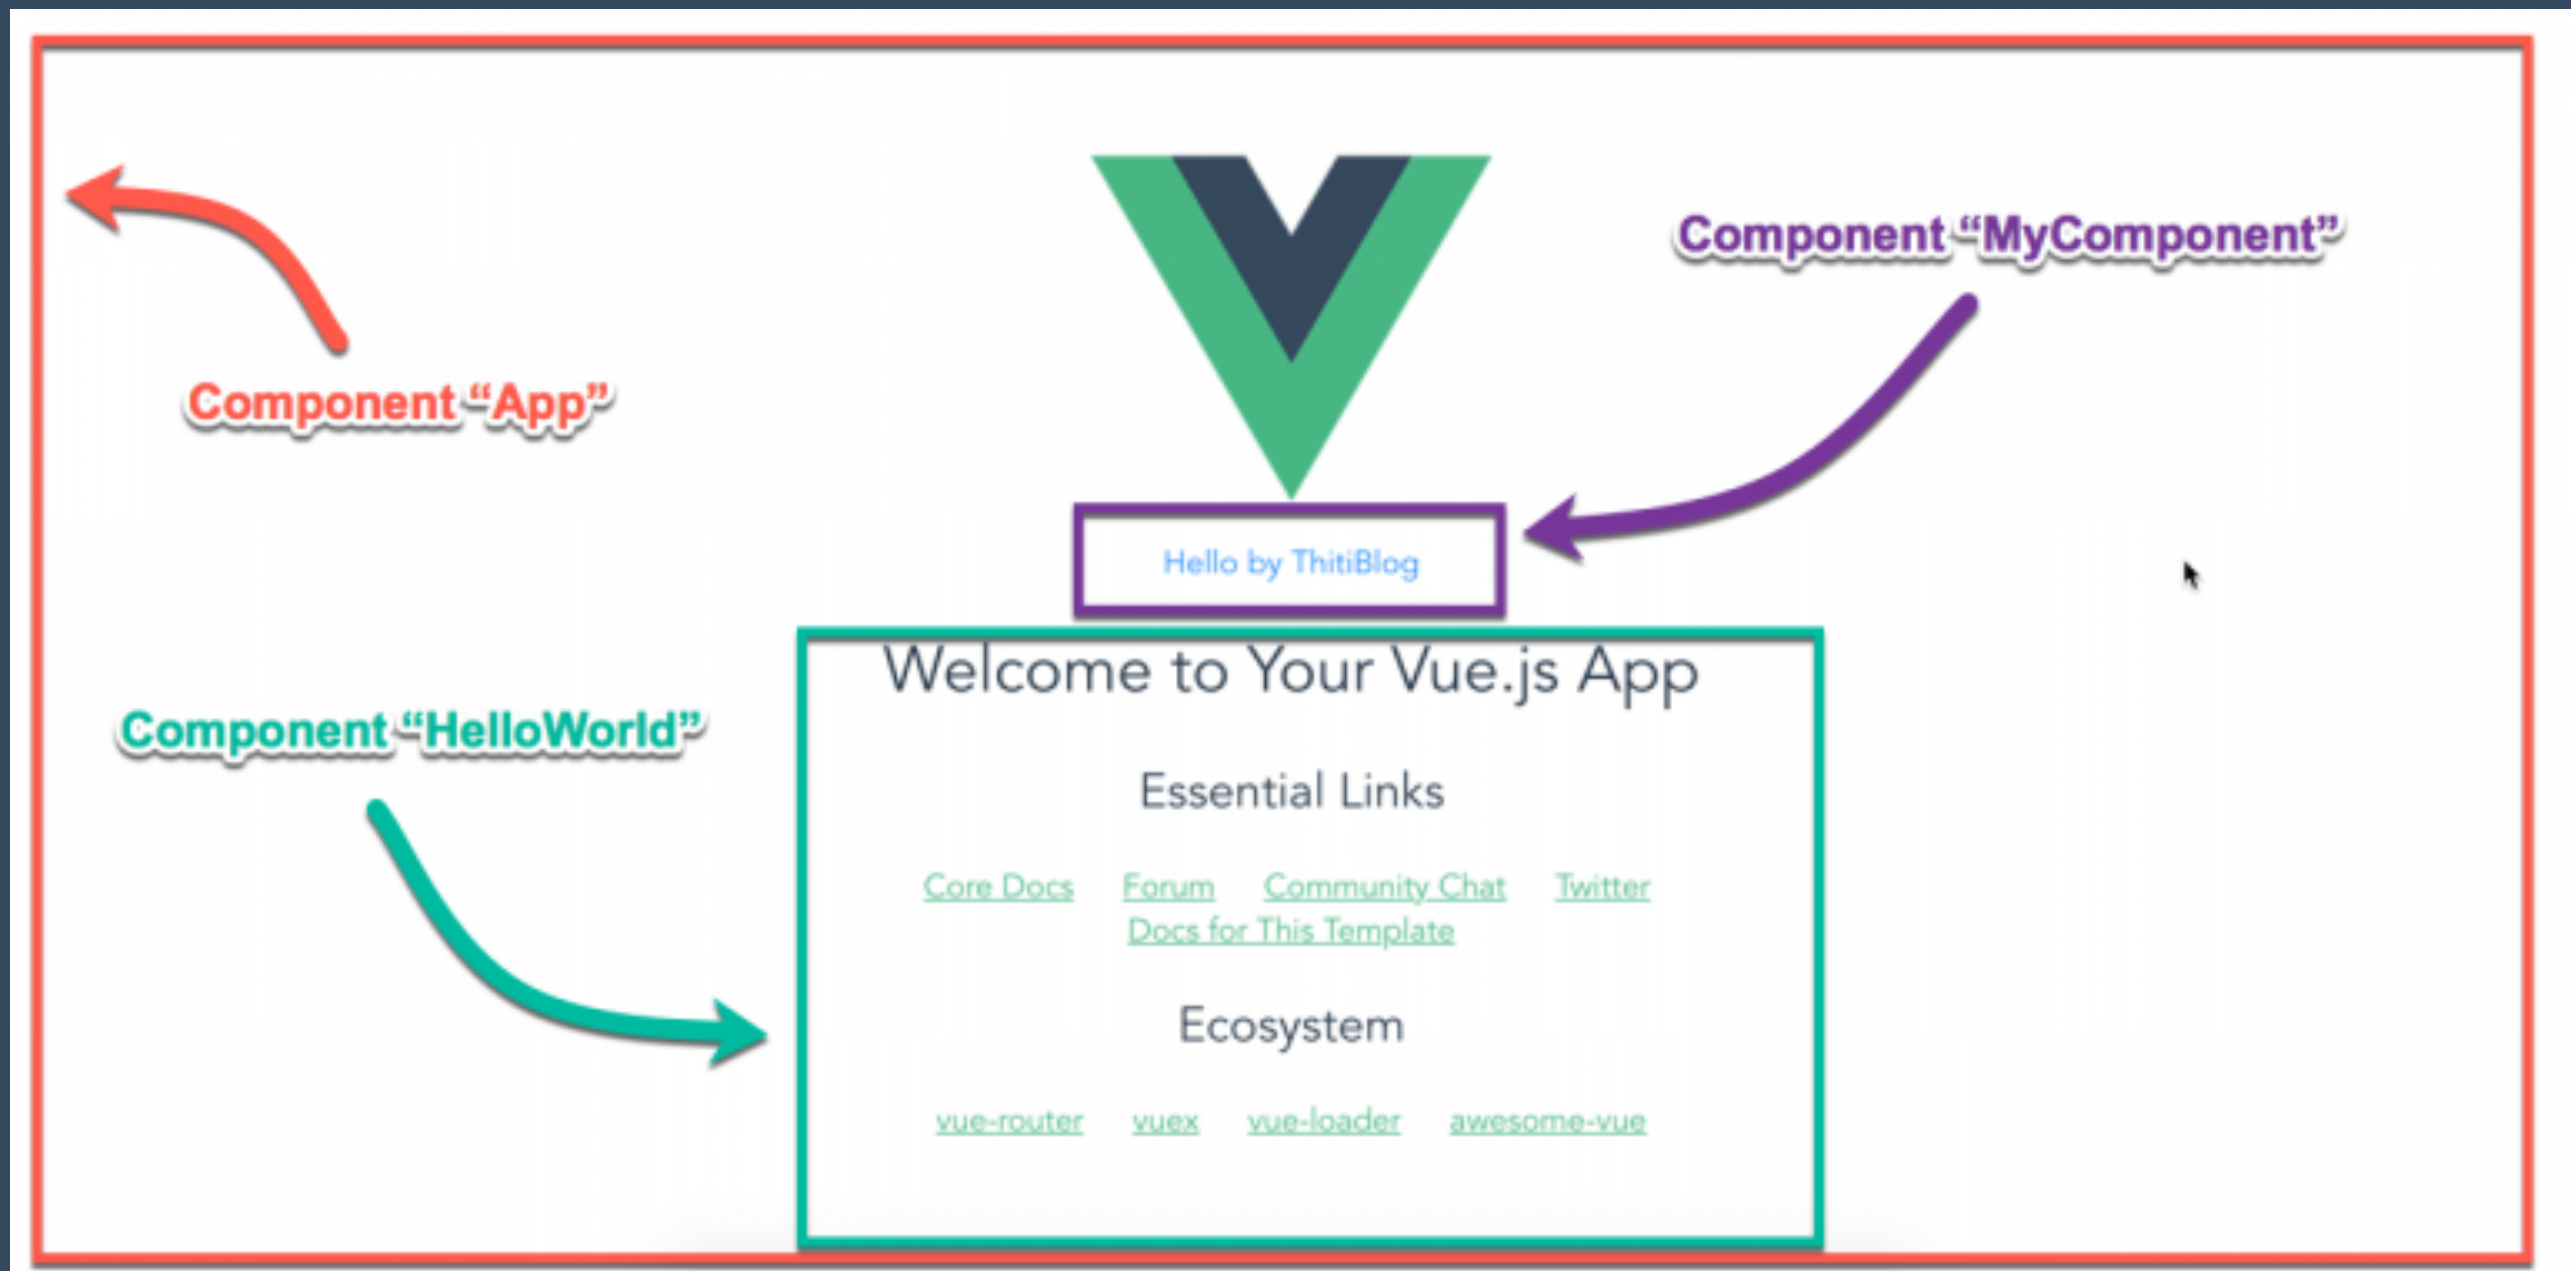 Component “MyComponent”
Component “App”
Hello by ThitiBlog
Welcome to Your Vue.js App
Component “HelloWorld”
Essential Links
Core Docs Forum Community Chat Twitter
Docs for This Template
Ecosystem
vue-router vuex vue-loader awesome-vue